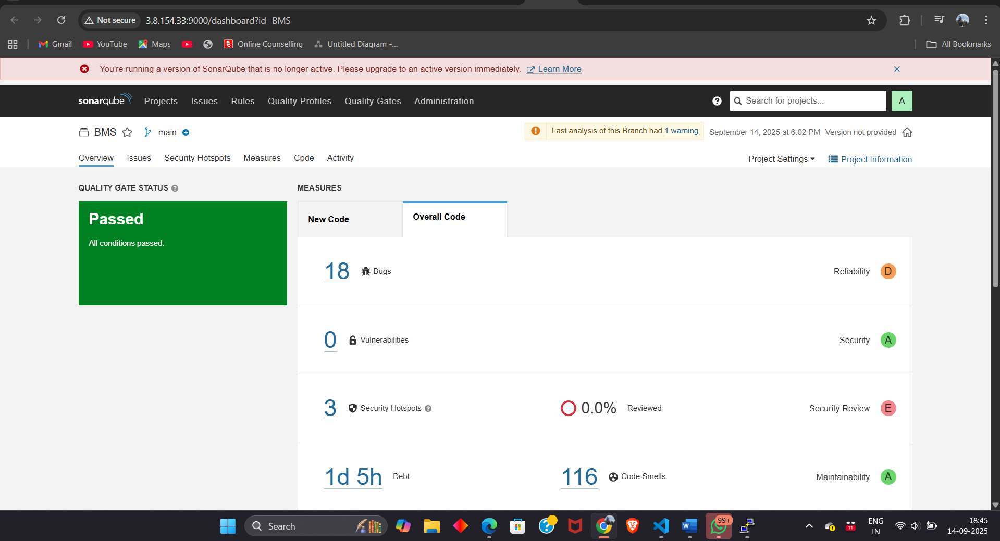 Not secure 3.8.154.33:9000/dashboard?id=BMS
Gmail YouTube Maps Online Counselling Untitled Diagram -... All Bookmarks
You're running a version of SonarQube that is no longer active. Please upgrade to an active version immediately. Learn More
sonarqube Projects Issues Rules Quality Profiles Quality Gates Administration Search for projects... A
BMS main Last analysis of this Branch had 1 warning September 14, 2025 at 6:02 PM Version not provided
Overview Issues Security Hotspots Measures Code Activity Project Settings Project Information
QUALITY GATE STATUS MEASURES
Passed
All conditions passed.
New Code Overall Code
18 Bugs Reliability D
0 Vulnerabilities Security A
3 Security Hotspots 0.0% Reviewed Security Review E
1d 5h Debt 116 Code Smells Maintainability A
Search 99+ 11 ENG IN 18:45
14-09-2025